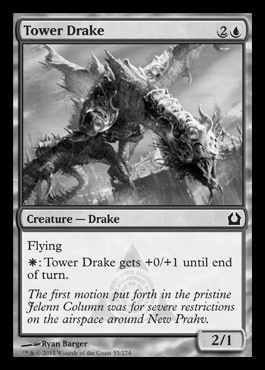 Tower Drake 2
Creature — Drake
Flying
: Tower Drake gets +0/+1 until end
of turn.
The first motion put forth in the pristine
Jelenn Column was for severe restrictions
on the airspace around New Prahv.
Ryan Barger
™ & © 2012 Wizards of the Coast 53/274
2/1